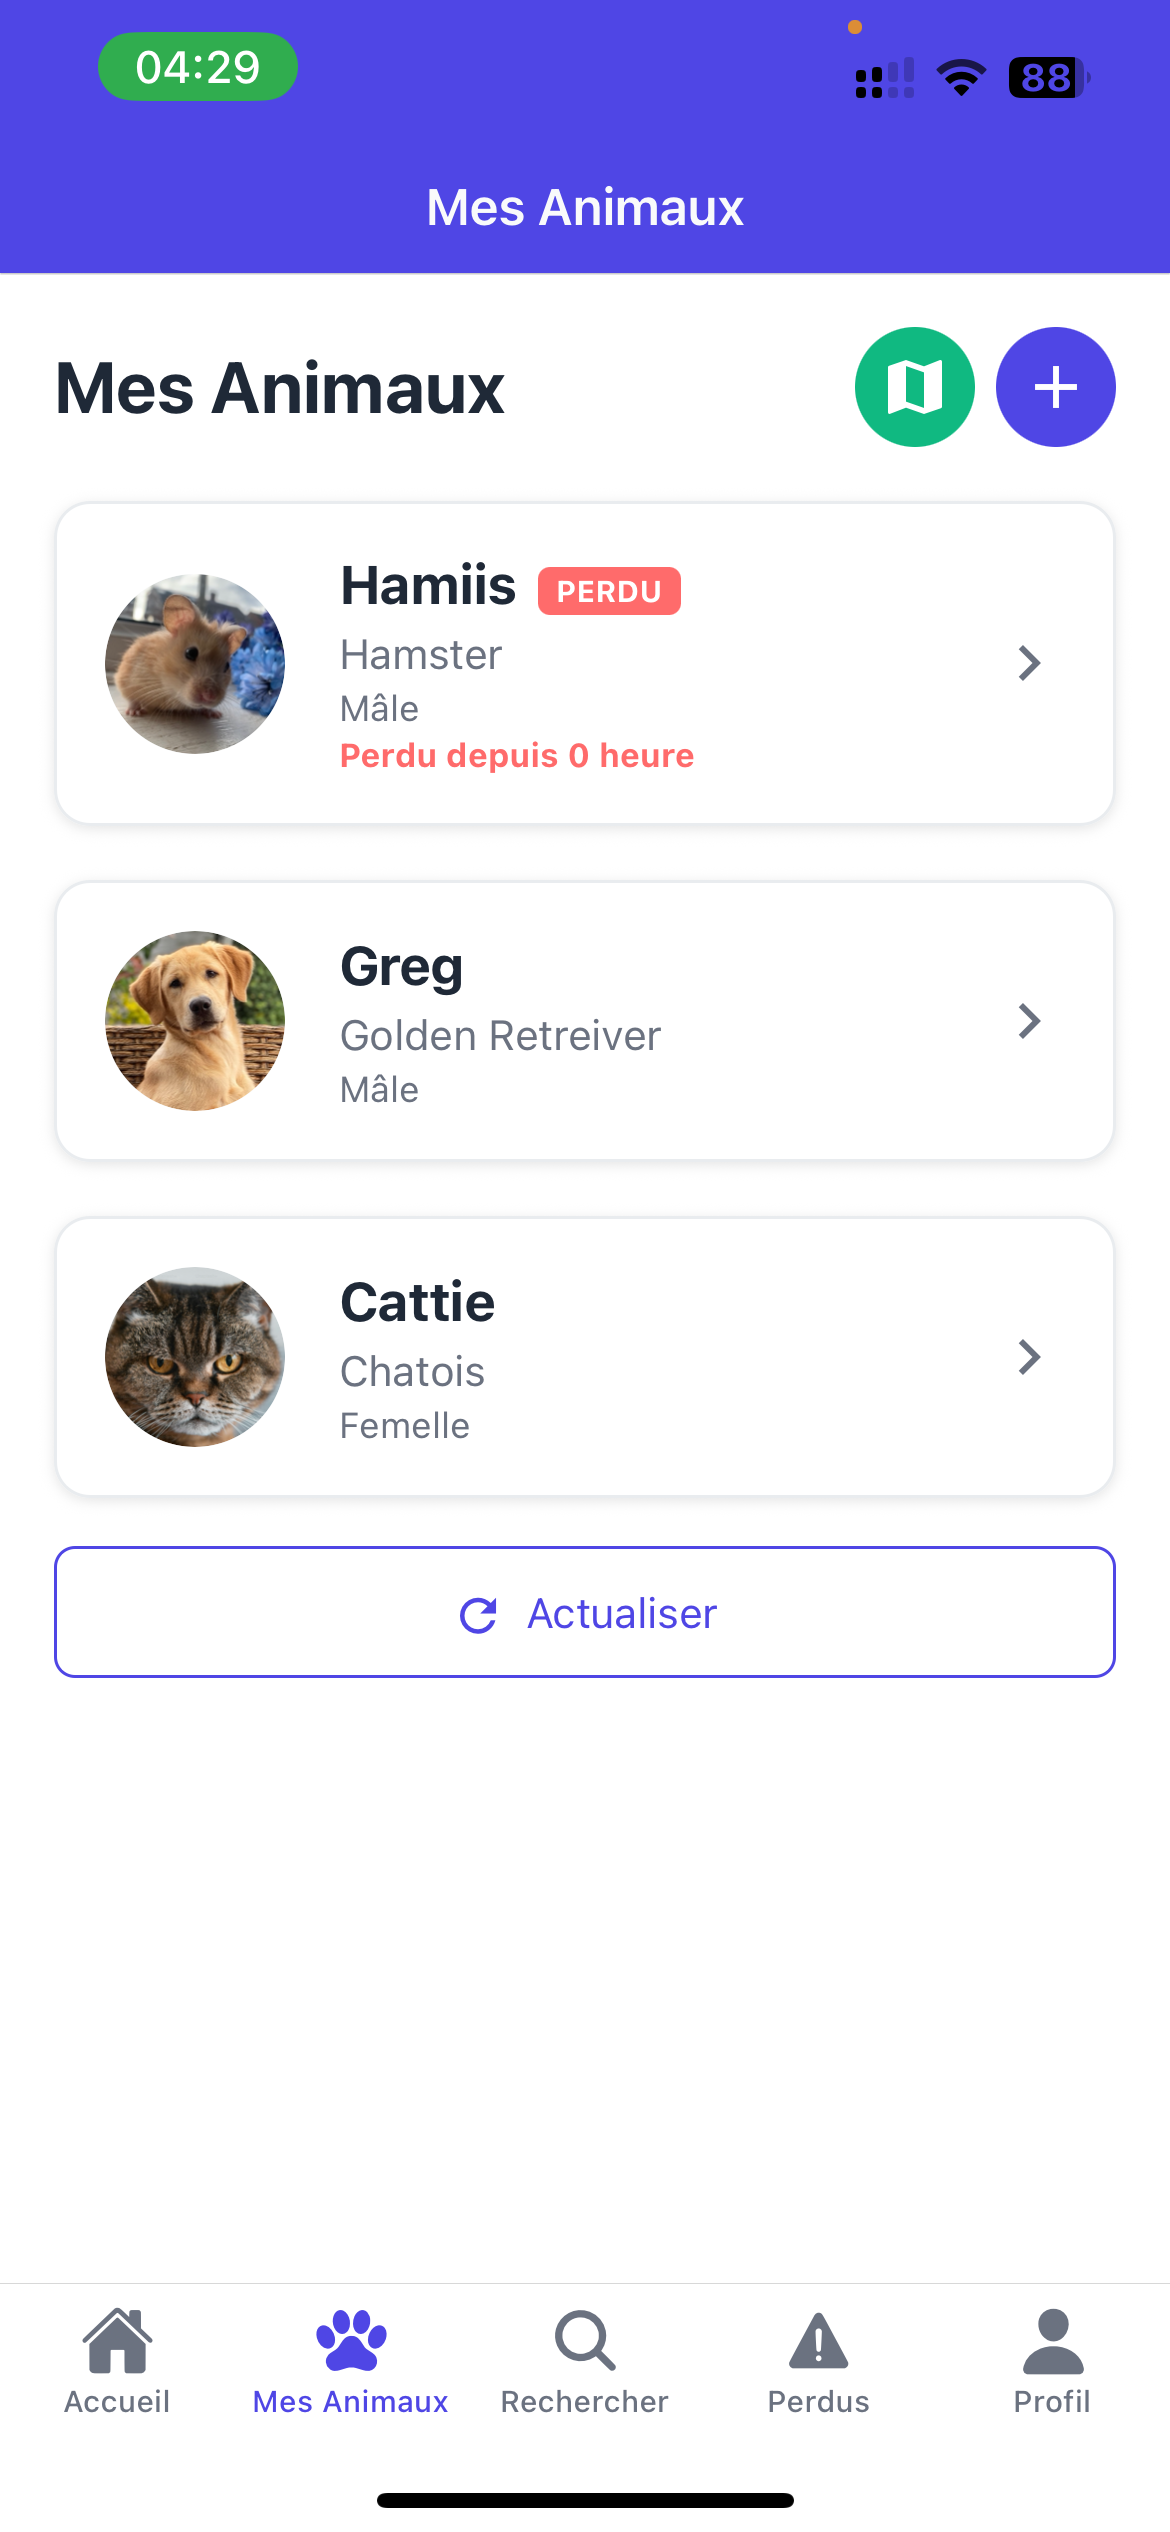 04:29
88
Mes Animaux
Mes Animaux
Hamiis PERDU
Hamster
Mâle
Perdu depuis 0 heure
Greg
Golden Retreiver
Mâle
Cattie
Chatois
Femelle
Actualiser
Accueil
Mes Animaux
Rechercher
Perdus
Profil